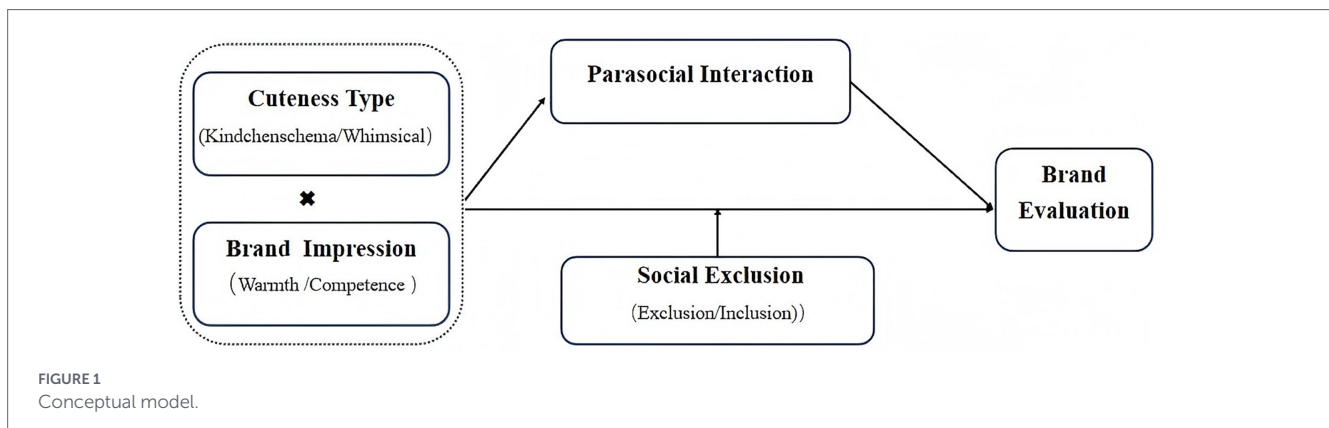 Cuteness Type
(Kindchenschema/Whimsical)
✖
Brand Impression
(Warmth /Competence )
Parasocial Interaction
Social Exclusion
(Exclusion/Inclusion))
Brand
Evaluation
FIGURE 1
Conceptual model.